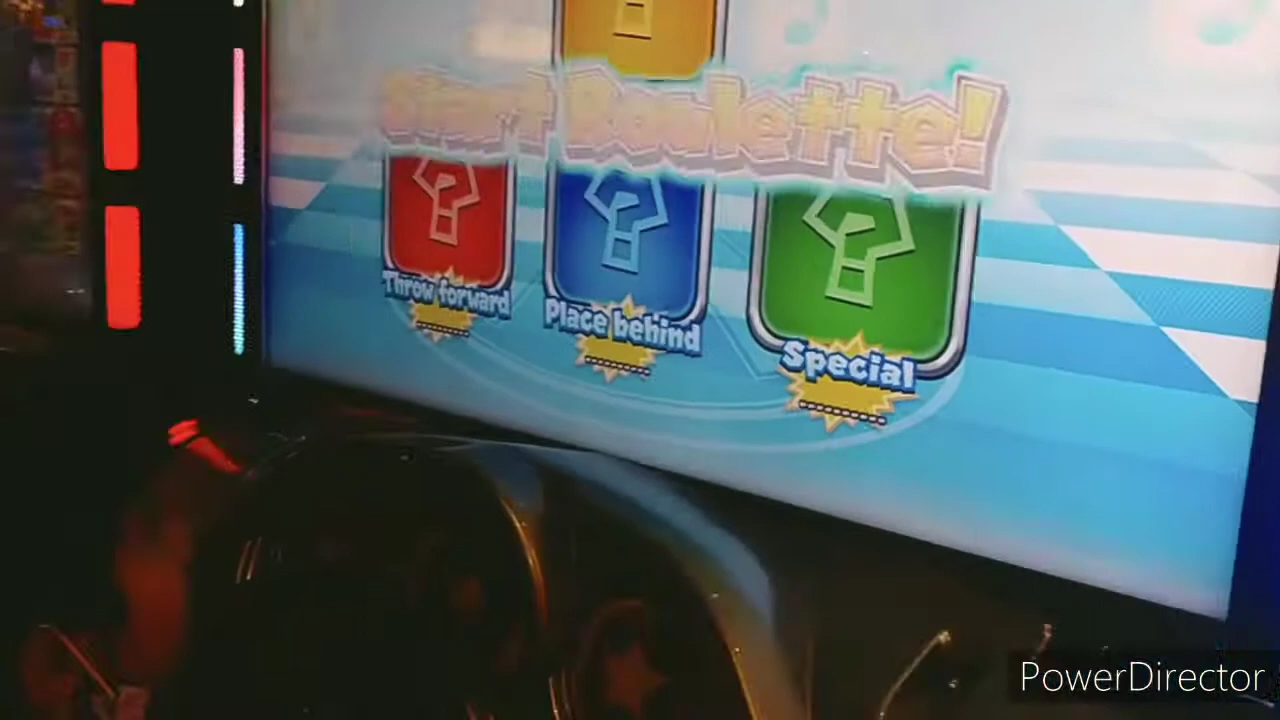 Start Roulette!
Throw forward
Place behind
Special
PowerDirector